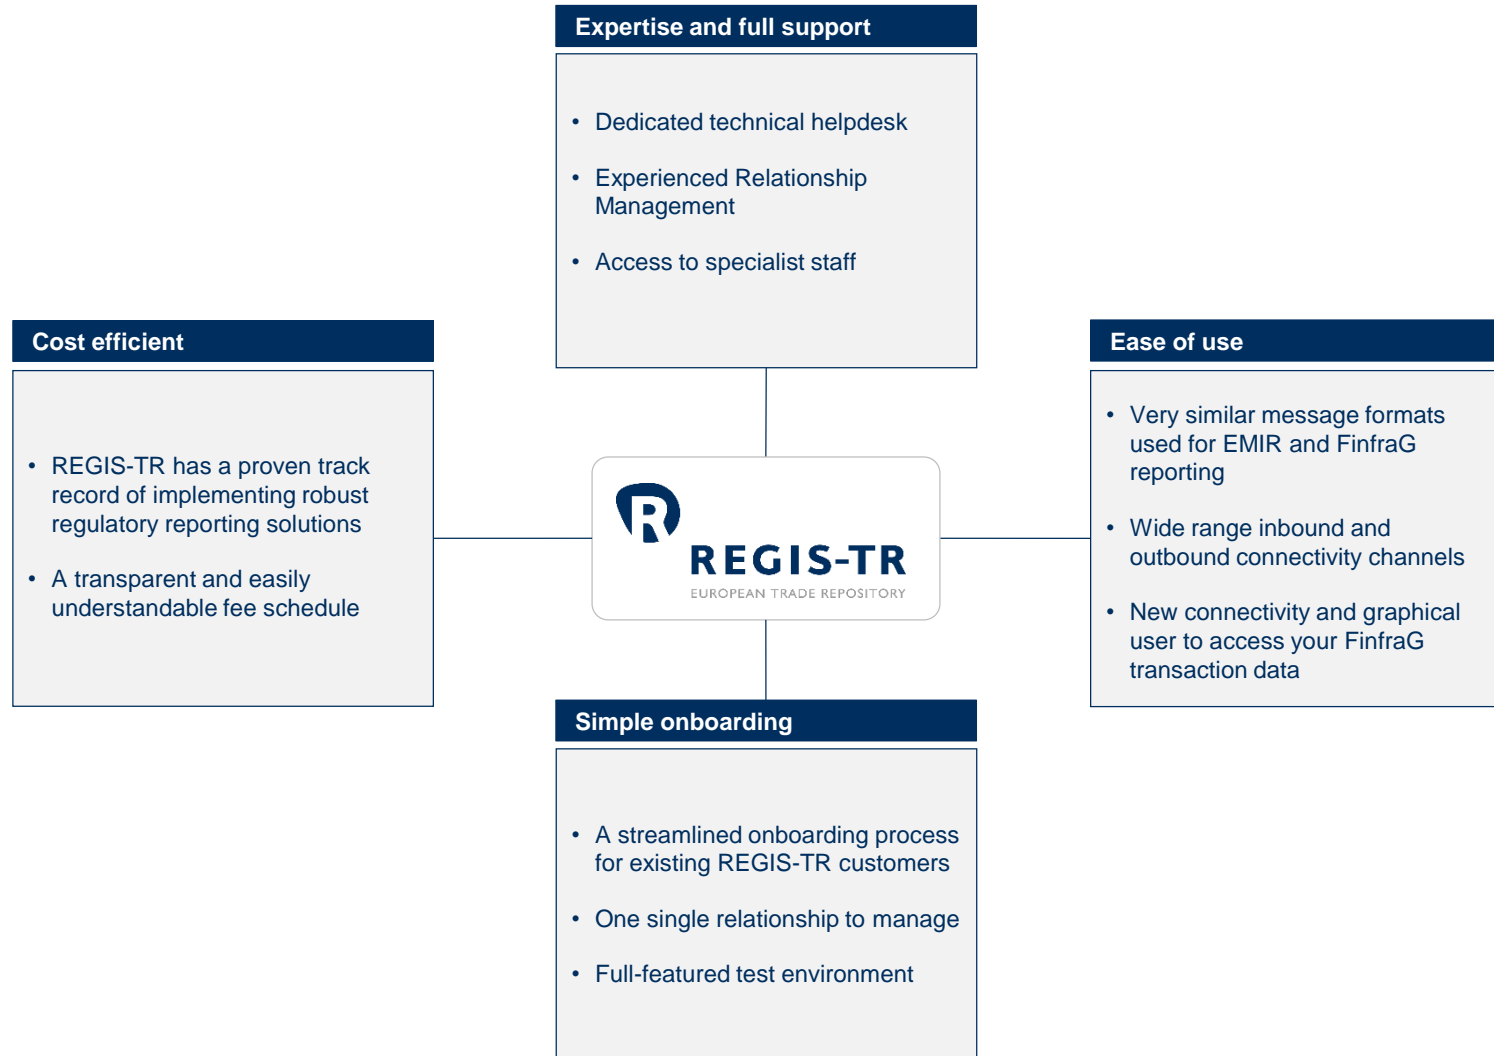 Expertise and full support
• Dedicated technical helpdesk
• Experienced Relationship
Management
• Access to specialist staff
Cost efficient
• REGIS-TR has a proven track
record of implementing robust
regulatory reporting solutions
• A transparent and easily
understandable fee schedule
R
REGIS-TR
EUROPEAN TRADE REPOSITORY
Ease of use
• Very similar message formats
used for EMIR and FinfraG
reporting
• Wide range inbound and
outbound connectivity channels
• New connectivity and graphical
user to access your FinfraG
transaction data
Simple onboarding
• A streamlined onboarding process
for existing REGIS-TR customers
• One single relationship to manage
• Full-featured test environment